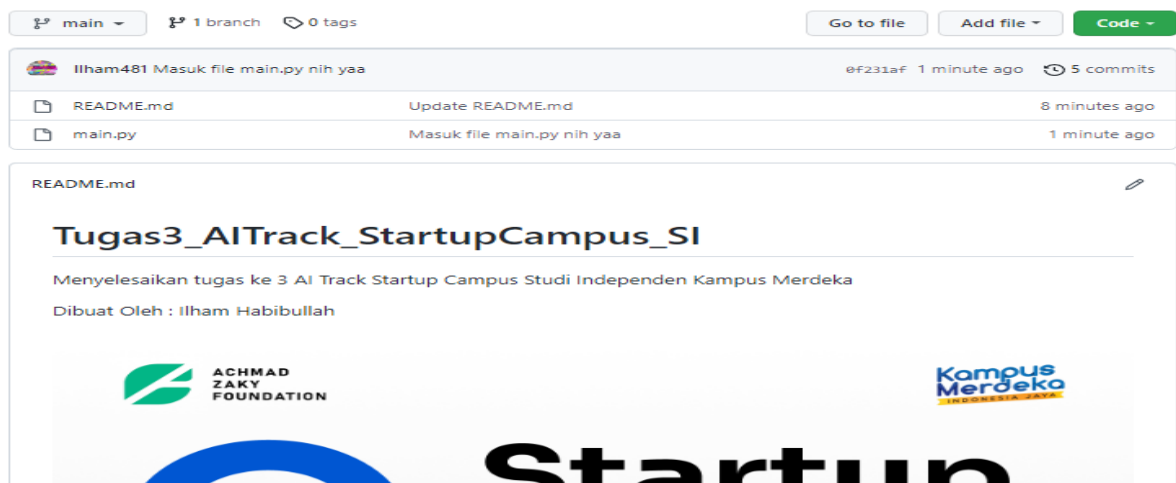 main 1 branch 0 tags Go to file Add file Code
Ilham481 Masuk file main.py nih yaa 0f231af 1 minute ago 5 commits
README.md Update README.md 8 minutes ago
main.py Masuk file main.py nih yaa 1 minute ago
README.md
Tugas3_AITrack_StartupCampus_SI
Menyelesaikan tugas ke 3 AI Track Startup Campus Studi Independen Kampus Merdeka
Dibuat Oleh : Ilham Habibullah
ACHMAD
ZAKY
FOUNDATION
Kampus
Merdeka
INDONESIA JAYA
Startup